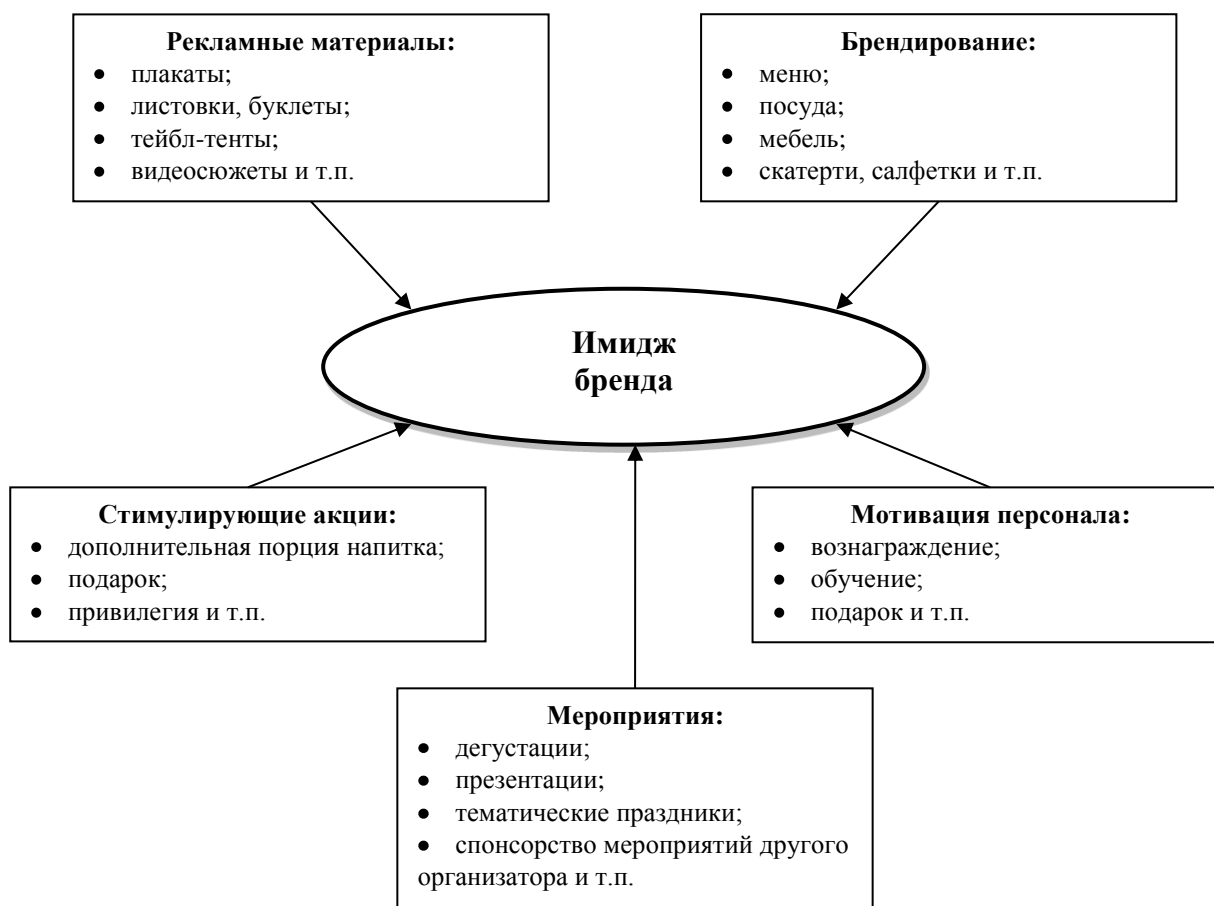 Рекламные материалы:
• плакаты;
• листовки, буклеты;
• тейбл-тенты;
• видеосюжеты и т.п.
Брендирование:
• меню;
• посуда;
• мебель;
• скатерти, салфетки и т.п.
Имидж
бренда
Стимулирующие акции:
• дополнительная порция напитка;
• подарок;
• привилегия и т.п.
Мотивация персонала:
• вознаграждение;
• обучение;
• подарок и т.п.
Мероприятия:
• дегустации;
• презентации;
• тематические праздники;
• спонсорство мероприятий другого
организатора и т.п.